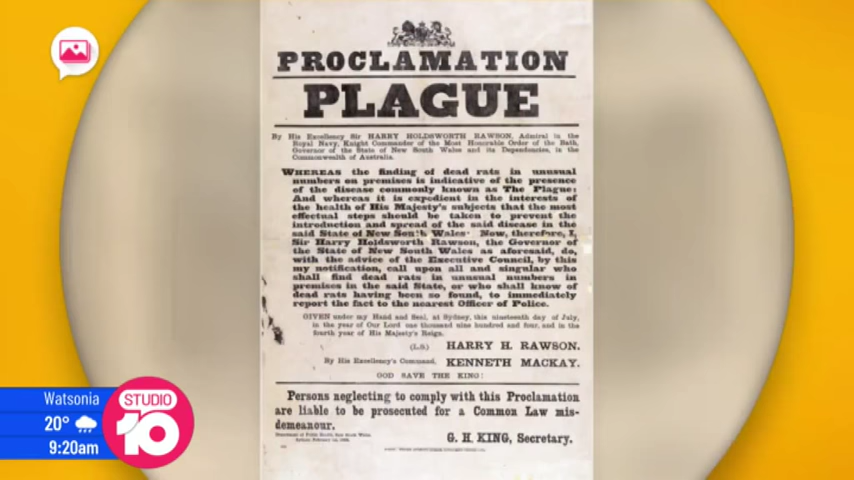 PROCLAMATION
PLAGUE
By His Excellency Sir HARRY HOLDSWORTH RAWSON, Admiral in the
Royal Navy, Knight Commander of the Most Honorable Order of the Bath,
Governor of the State of New South Wales and its Dependencies, in the
Commonwealth of Australia.
WHEREAS the finding of dead rats in unusual
numbers on premises is indicative of the presence
of the disease commonly known as The Plague:
And whereas it is expedient in the interests of
the health of His Majesty's subjects that the most
effectual steps should be taken to prevent the
introduction and spread of the said disease in the
said State of New South Wales: Now, therefore, I,
Sir Harry Holdsworth Rawson, the Governor of
the State of New South Wales as aforesaid, do,
with the advice of the Executive Council, by this
my notification, call upon all and singular who
shall find dead rats in unusual numbers in
premises in the said State, or who shall know of
dead rats having been so found, to immediately
report the fact to the nearest Officer of Police.
GIVEN under my Hand and Seal, at Sydney, this nineteenth day of July,
in the year of Our Lord one thousand nine hundred and four, and in the
fourth year of His Majesty's Reign.
(L.S.) HARRY H. RAWSON.
By His Excellency's Command, KENNETH MACKAY.
GOD SAVE THE KING!
Persons neglecting to comply with this Proclamation
are liable to be prosecuted for a Common Law mis-
demeanour.
Department of Public Health, New South Wales,
G. H. KING, Secretary.
Watsonia
20°
9:20am
STUDIO
10